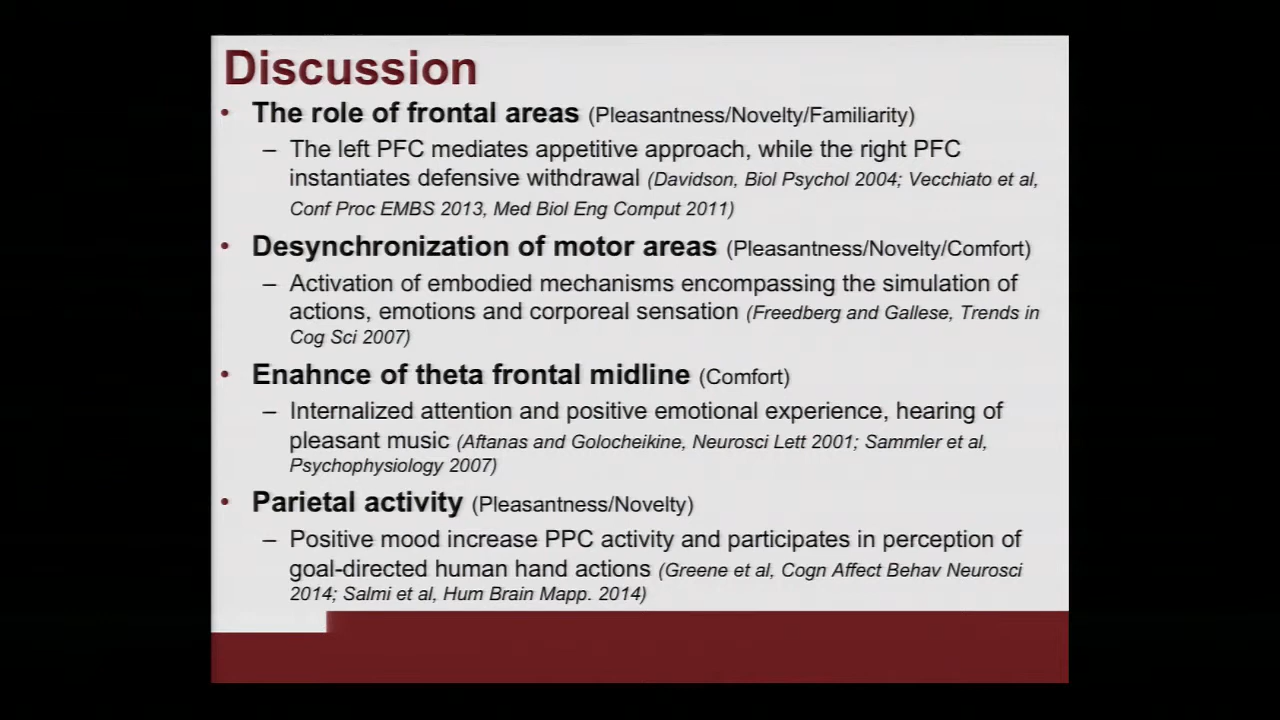 Discussion
• The role of frontal areas (Pleasantness/Novelty/Familiarity)
– The left PFC mediates appetitive approach, while the right PFC
instantiates defensive withdrawal (Davidson, Biol Psychol 2004; Vecchiato et al,
Conf Proc EMBS 2013, Med Biol Eng Comput 2011)
• Desynchronization of motor areas (Pleasantness/Novelty/Comfort)
– Activation of embodied mechanisms encompassing the simulation of
actions, emotions and corporeal sensation (Freedberg and Gallese, Trends in
Cog Sci 2007)
• Enahnce of theta frontal midline (Comfort)
– Internalized attention and positive emotional experience, hearing of
pleasant music (Aftanas and Golocheikine, Neurosci Lett 2001; Sammler et al,
Psychophysiology 2007)
• Parietal activity (Pleasantness/Novelty)
– Positive mood increase PPC activity and participates in perception of
goal-directed human hand actions (Greene et al, Cogn Affect Behav Neurosci
2014; Salmi et al, Hum Brain Mapp. 2014)